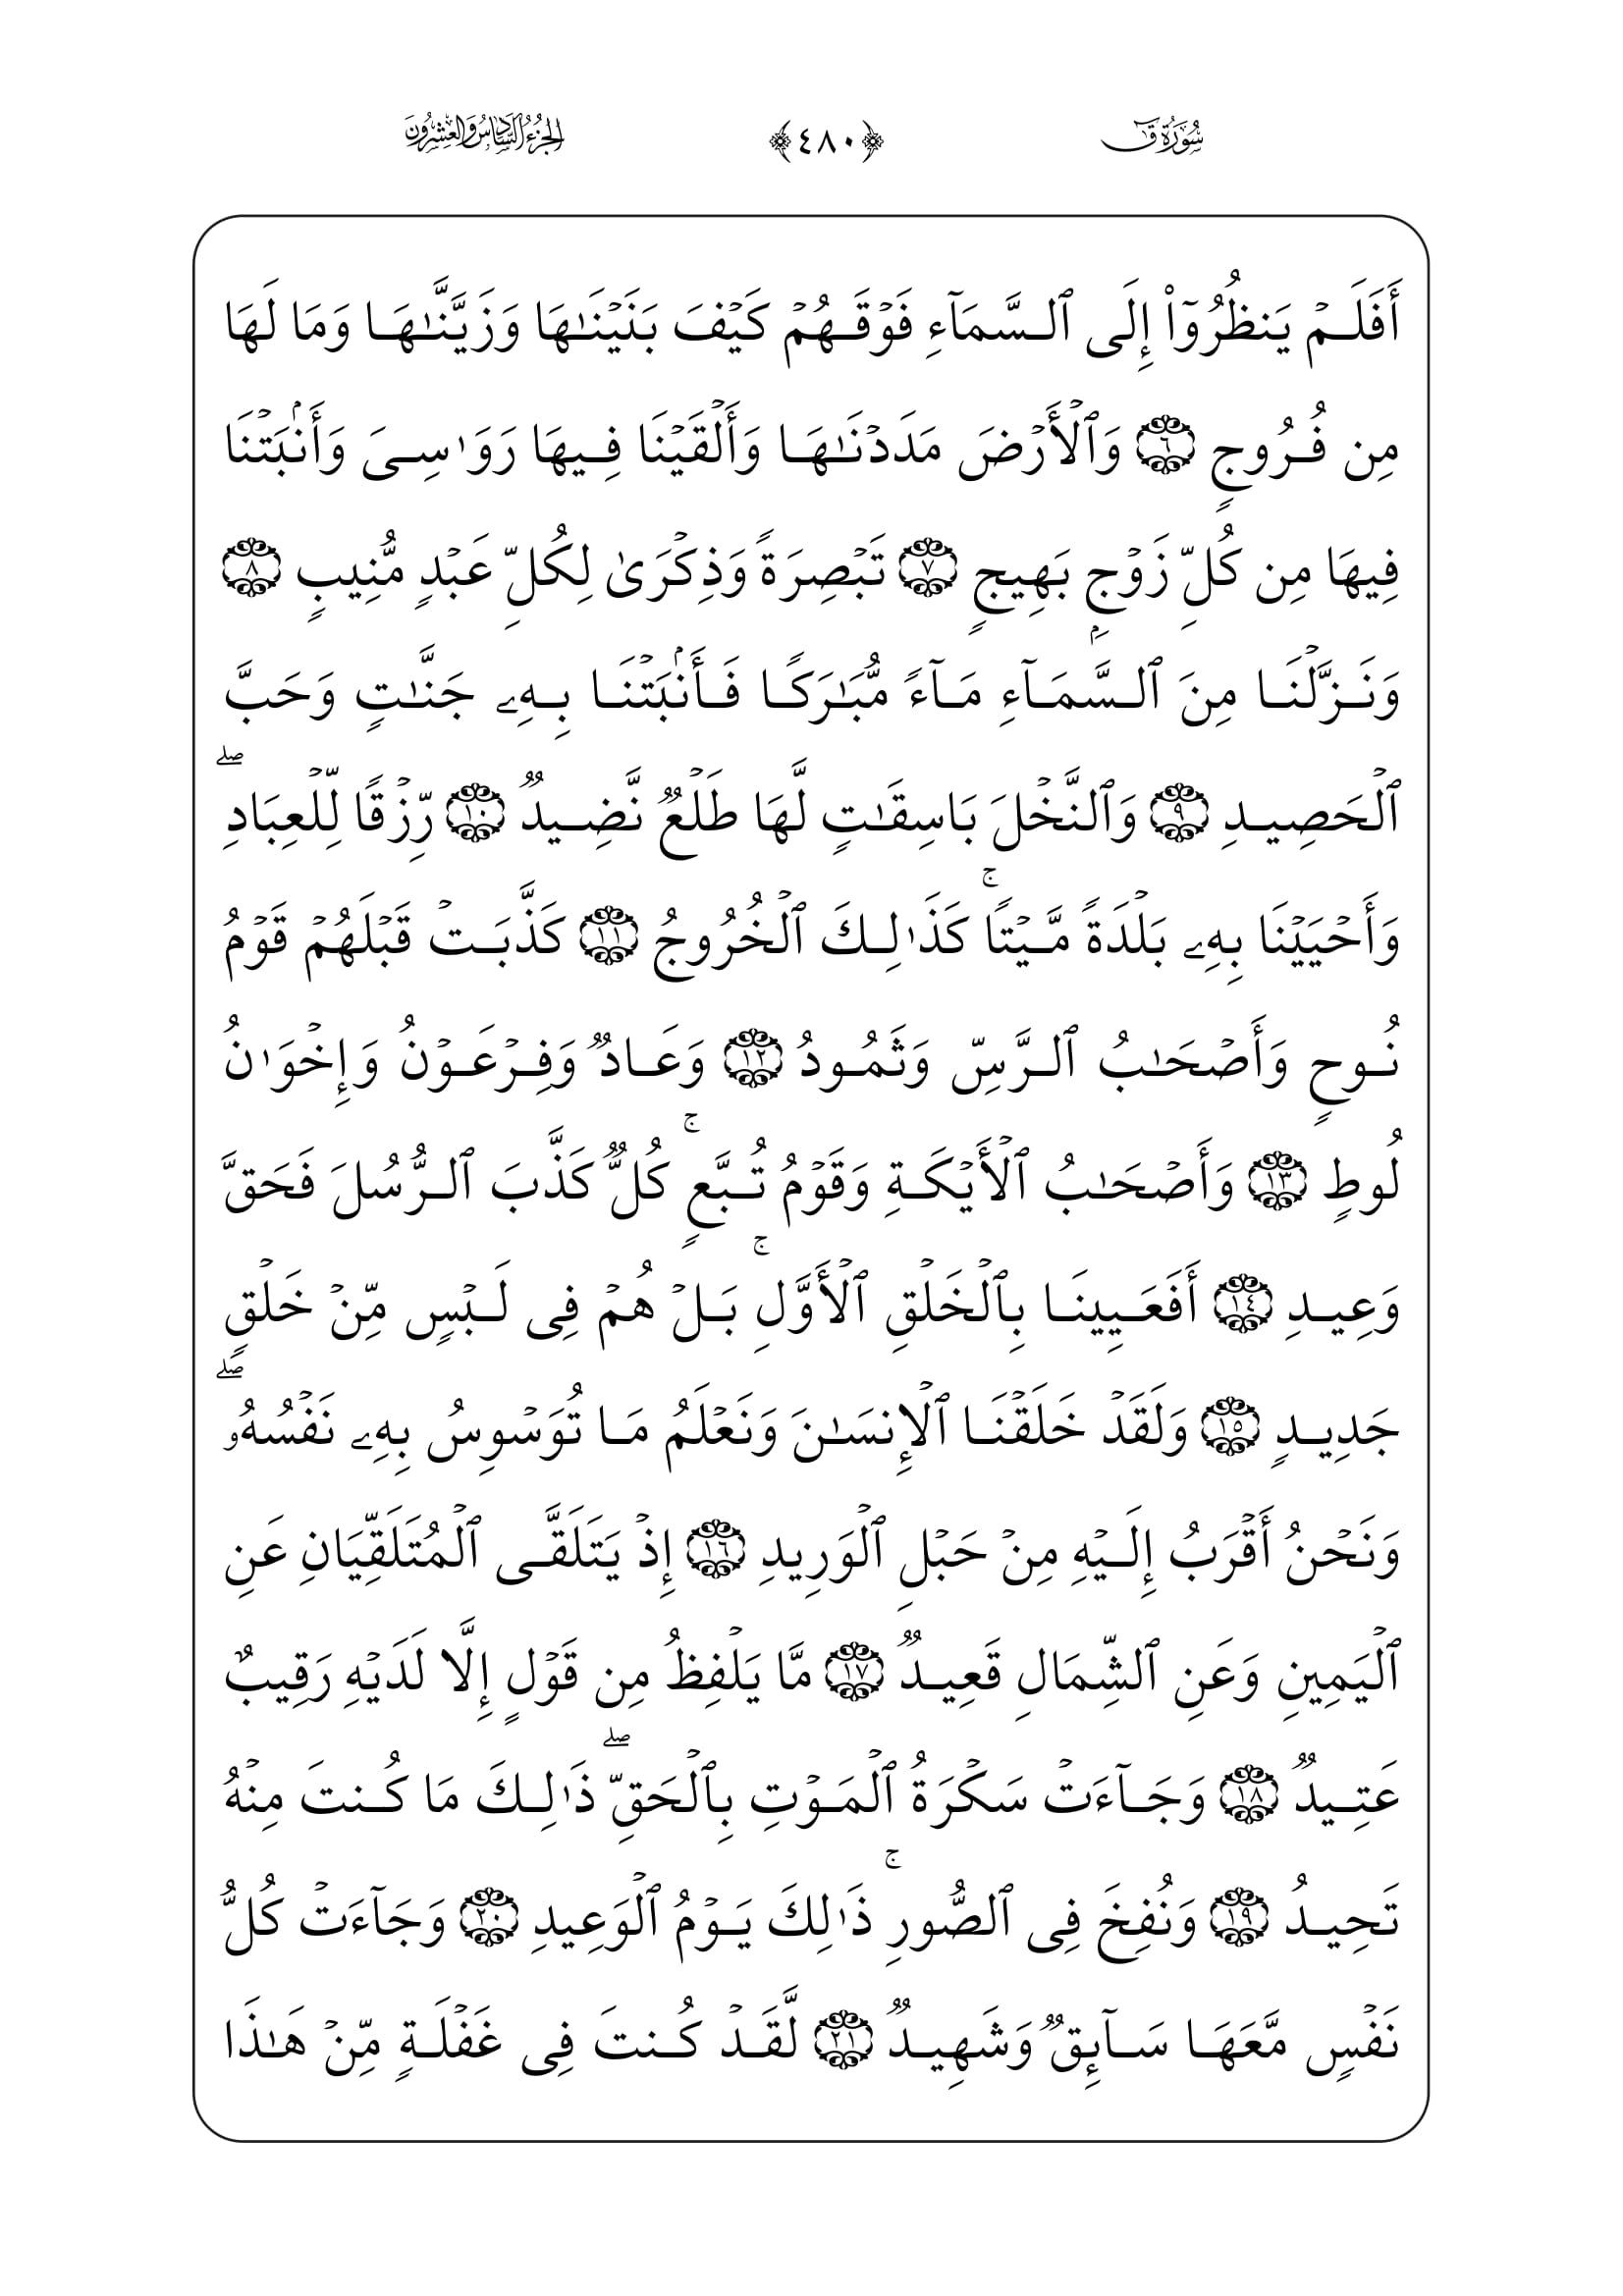 سُورَةُ قٓ ﴿٤٨٠﴾ الجُزْءُ السَّادِسُ وَالعِشْرُونَ
أَفَلَمۡ يَنظُرُوٓاْ إِلَى ٱلسَّمَآءِ فَوۡقَهُمۡ كَيۡفَ بَنَيۡنَٰهَا وَزَيَّنَّٰهَا وَمَا لَهَا
مِن فُرُوجٖ ٦ وَٱلۡأَرۡضَ مَدَدۡنَٰهَا وَأَلۡقَيۡنَا فِيهَا رَوَٰسِيَ وَأَنۢبَتۡنَا
فِيهَا مِن كُلِّ زَوۡجِۭ بَهِيجٖ ٧ تَبۡصِرَةٗ وَذِكۡرَىٰ لِكُلِّ عَبۡدٖ مُّنِيبٖ ٨
وَنَزَّلۡنَا مِنَ ٱلسَّمَآءِ مَآءٗ مُّبَٰرَكٗا فَأَنۢبَتۡنَا بِهِۦ جَنَّٰتٖ وَحَبَّ
ٱلۡحَصِيدِ ٩ وَٱلنَّخۡلَ بَاسِقَٰتٖ لَّهَا طَلۡعٞ نَّضِيدٞ ١٠ رِّزۡقٗا لِّلۡعِبَادِۖ
وَأَحۡيَيۡنَا بِهِۦ بَلۡدَةٗ مَّيۡتٗاۚ كَذَٰلِكَ ٱلۡخُرُوجُ ١١ كَذَّبَتۡ قَبۡلَهُمۡ قَوۡمُ
نُوحٖ وَأَصۡحَٰبُ ٱلرَّسِّ وَثَمُودُ ١٢ وَعَادٞ وَفِرۡعَوۡنُ وَإِخۡوَٰنُ
لُوطٖ ١٣ وَأَصۡحَٰبُ ٱلۡأَيۡكَةِ وَقَوۡمُ تُبَّعٖۚ كُلّٞ كَذَّبَ ٱلرُّسُلَ فَحَقَّ
وَعِيدِ ١٤ أَفَعَيِينَا بِٱلۡخَلۡقِ ٱلۡأَوَّلِۚ بَلۡ هُمۡ فِي لَبۡسٖ مِّنۡ خَلۡقٖ
جَدِيدٖ ١٥ وَلَقَدۡ خَلَقۡنَا ٱلۡإِنسَٰنَ وَنَعۡلَمُ مَا تُوَسۡوِسُ بِهِۦ نَفۡسُهُۥۖ
وَنَحۡنُ أَقۡرَبُ إِلَيۡهِ مِنۡ حَبۡلِ ٱلۡوَرِيدِ ١٦ إِذۡ يَتَلَقَّى ٱلۡمُتَلَقِّيَانِ عَنِ
ٱلۡيَمِينِ وَعَنِ ٱلشِّمَالِ قَعِيدٞ ١٧ مَّا يَلۡفِظُ مِن قَوۡلٍ إِلَّا لَدَيۡهِ رَقِيبٌ
عَتِيدٞ ١٨ وَجَآءَتۡ سَكۡرَةُ ٱلۡمَوۡتِ بِٱلۡحَقِّۖ ذَٰلِكَ مَا كُنتَ مِنۡهُ
تَحِيدُ ١٩ وَنُفِخَ فِي ٱلصُّورِۚ ذَٰلِكَ يَوۡمُ ٱلۡوَعِيدِ ٢٠ وَجَآءَتۡ كُلُّ
نَفۡسٖ مَّعَهَا سَآئِقٞ وَشَهِيدٞ ٢١ لَّقَدۡ كُنتَ فِي غَفۡلَةٖ مِّنۡ هَٰذَا